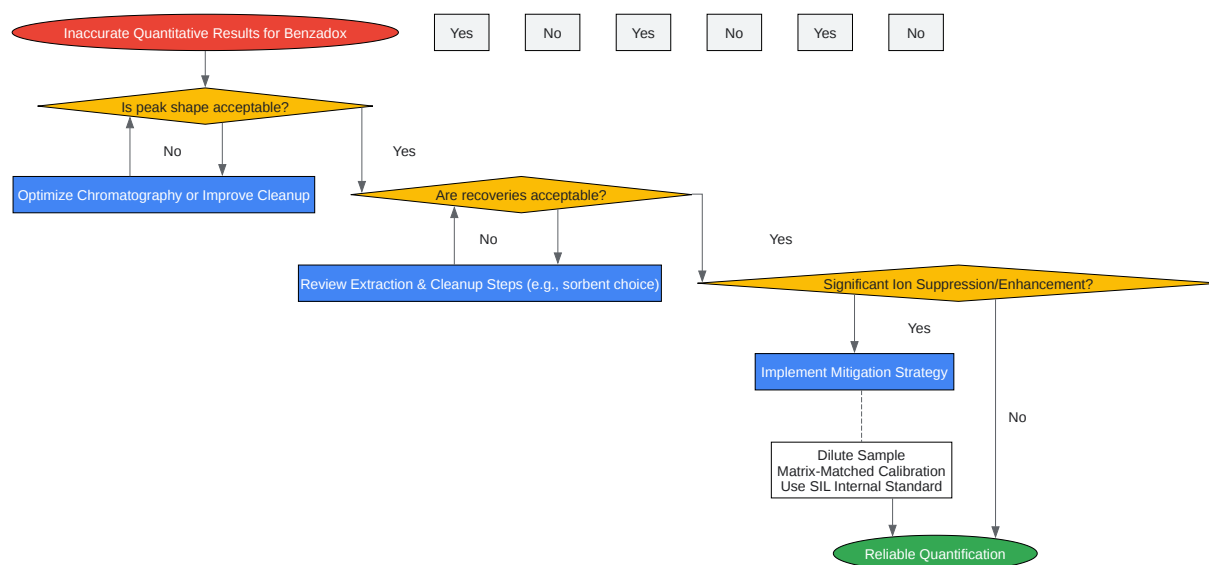 Inaccurate Quantitative Results for Benzadox
Yes
No
Yes
No
Yes
No
Is peak shape acceptable?
No
Yes
Optimize Chromatography or Improve Cleanup
Are recoveries acceptable?
No
Yes
Review Extraction & Cleanup Steps (e.g., sorbent choice)
Significant Ion Suppression/Enhancement?
Yes
Implement Mitigation Strategy
No
Dilute Sample
Matrix-Matched Calibration
Use SIL Internal Standard
Reliable Quantification